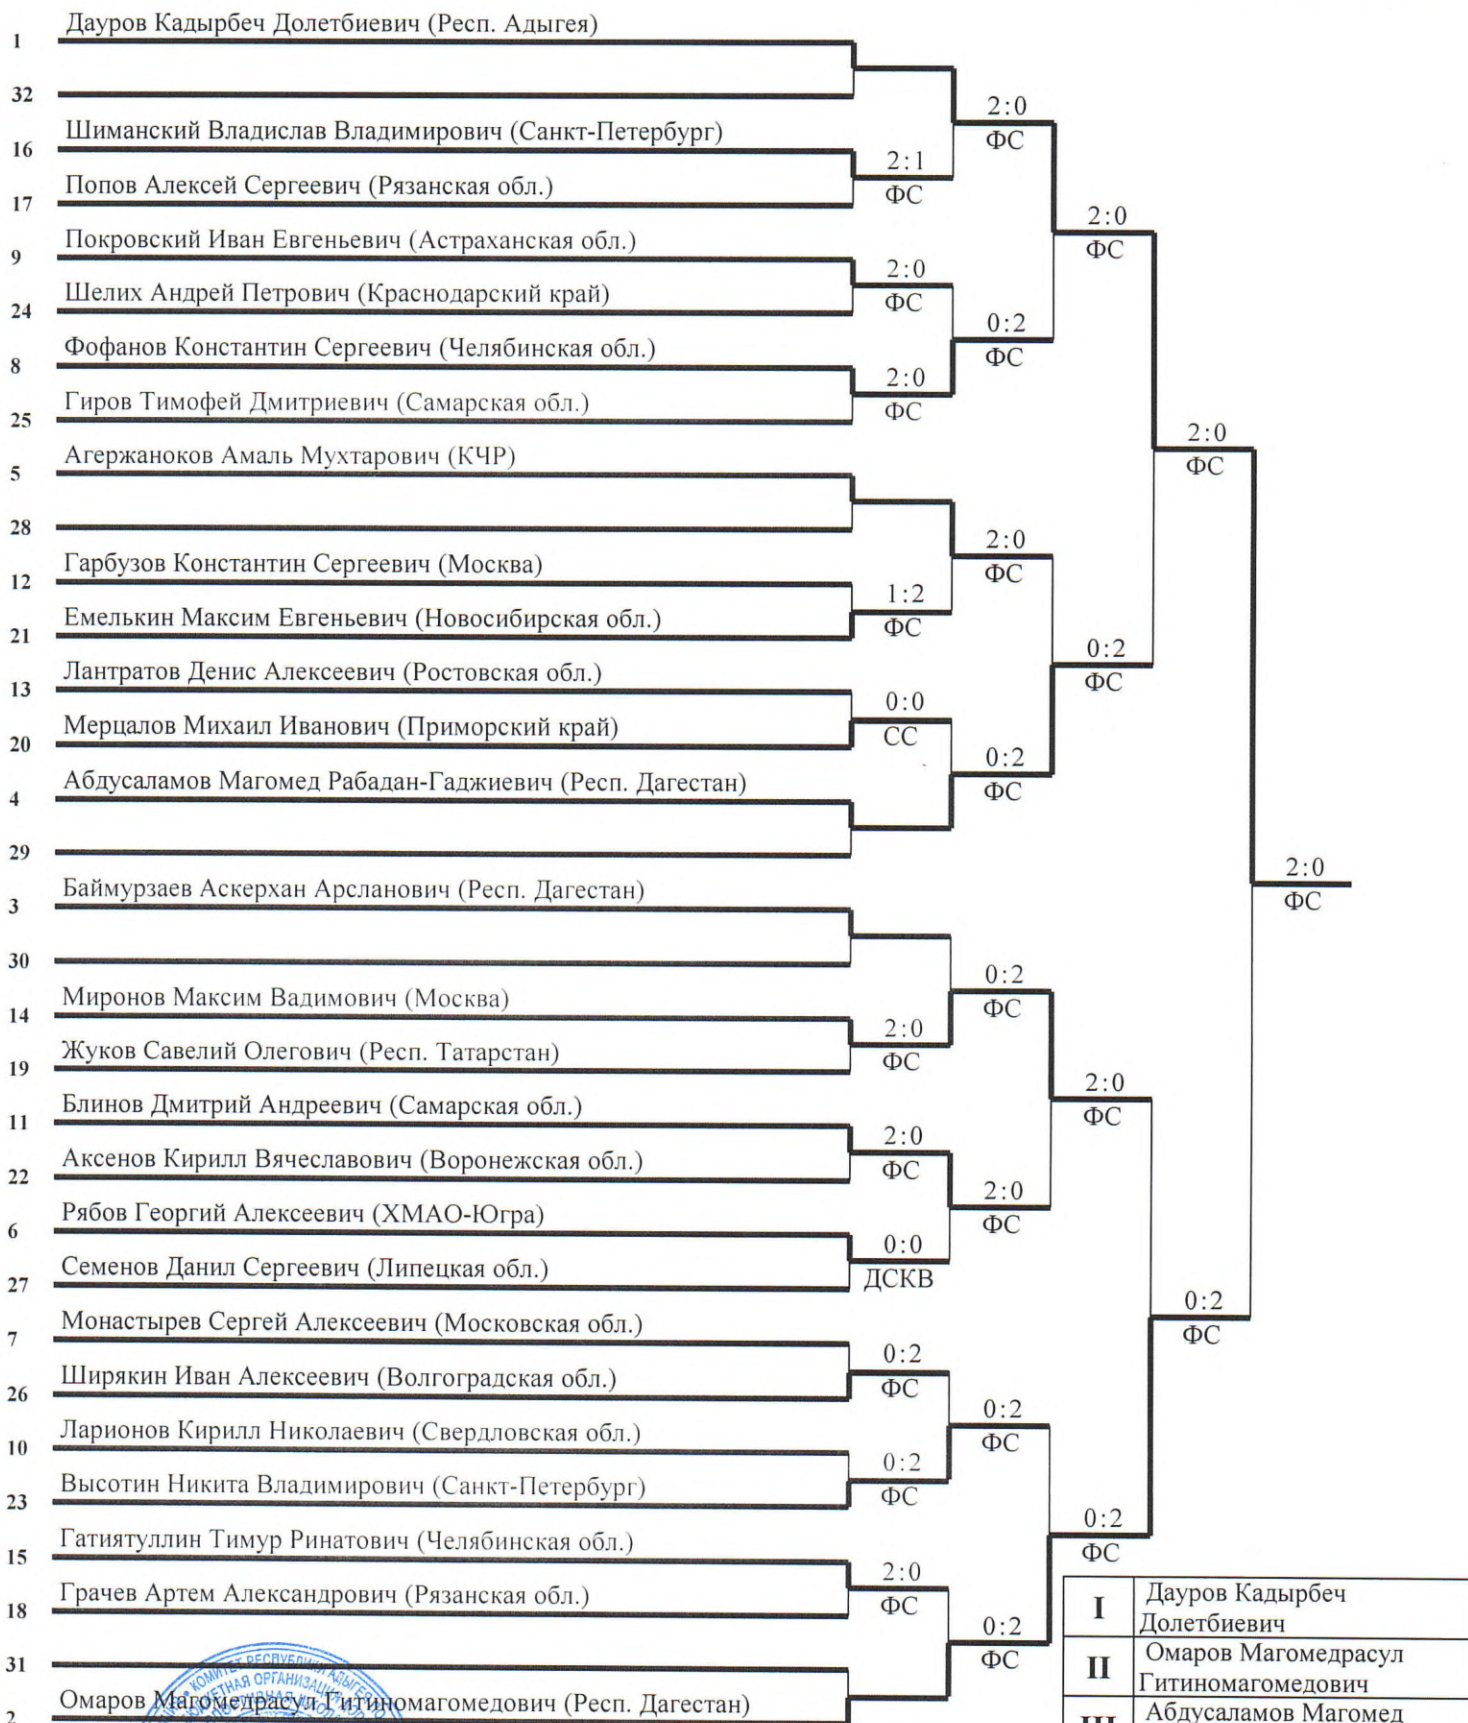 Дауров Кадырбеч Долетбиевич (Респ. Адыгея)
1
32
2:0
ФС
Шиманский Владислав Владимирович (Санкт-Петербург)
16
2:1
ФС
Попов Алексей Сергеевич (Рязанская обл.)
17
2:0
ФС
Покровский Иван Евгеньевич (Астраханская обл.)
9
2:0
ФС
Шелих Андрей Петрович (Краснодарский край)
24
0:2
ФС
Фофанов Константин Сергеевич (Челябинская обл.)
8
2:0
ФС
Гиров Тимофей Дмитриевич (Самарская обл.)
25
2:0
ФС
Агержаноков Амаль Мухтарович (КЧР)
5
28
2:0
ФС
Гарбузов Константин Сергеевич (Москва)
12
1:2
ФС
Емелькин Максим Евгеньевич (Новосибирская обл.)
21
0:2
ФС
Лантратов Денис Алексеевич (Ростовская обл.)
13
0:0
СС
Мерцалов Михаил Иванович (Приморский край)
20
0:2
ФС
Абдусаламов Магомед Рабадан-Гаджиевич (Респ. Дагестан)
4
29
2:0
ФС
Баймурзаев Аскерхан Арсланович (Респ. Дагестан)
3
30
0:2
ФС
Миронов Максим Вадимович (Москва)
14
2:0
ФС
Жуков Савелий Олегович (Респ. Татарстан)
19
2:0
ФС
Блинов Дмитрий Андреевич (Самарская обл.)
11
2:0
ФС
Аксенов Кирилл Вячеславович (Воронежская обл.)
22
2:0
ФС
Рябов Георгий Алексеевич (ХМАО-Югра)
6
0:0
ДСКВ
Семенов Данил Сергеевич (Липецкая обл.)
27
0:2
ФС
Монастырев Сергей Алексеевич (Московская обл.)
7
0:2
ФС
Ширякин Иван Алексеевич (Волгоградская обл.)
26
0:2
ФС
Ларионов Кирилл Николаевич (Свердловская обл.)
10
0:2
ФС
Высотин Никита Владимирович (Санкт-Петербург)
23
0:2
ФС
Гатиятуллин Тимур Ринатович (Челябинская обл.)
15
2:0
ФС
Грачев Артем Александрович (Рязанская обл.)
18
0:2
ФС
31
КОМИТЕТ РЕСПУБЛИКИ АДЫГЕЯ ПО
ОРГАНИЗАЦИЯ
Омаров Магомедрасул Гитиномагомедович (Респ. Дагестан)
2
I Дауров Кадырбеч
Долетбиевич
II Омаров Магомедрасул
Гитиномагомедович
III Абдусаламов Магомед